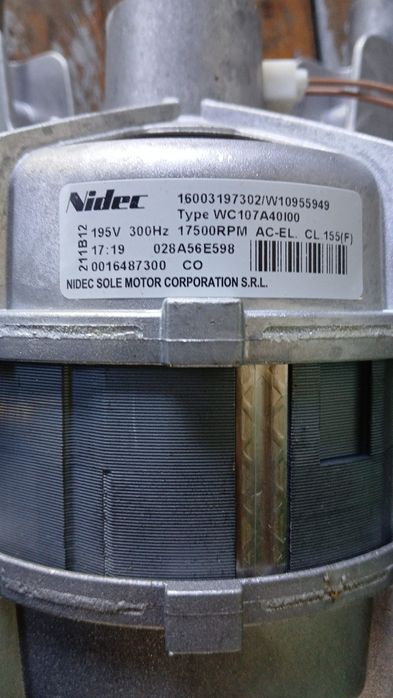 Nidec
16003197302/W10955949
Type WC107A40I00
2111B12
195V 300Hz 17500RPM AC-EL. CL.155(F)
17:19 028A56E598
0016487300 CO
NIDEC SOLE MOTOR CORPORATION S.R.L.